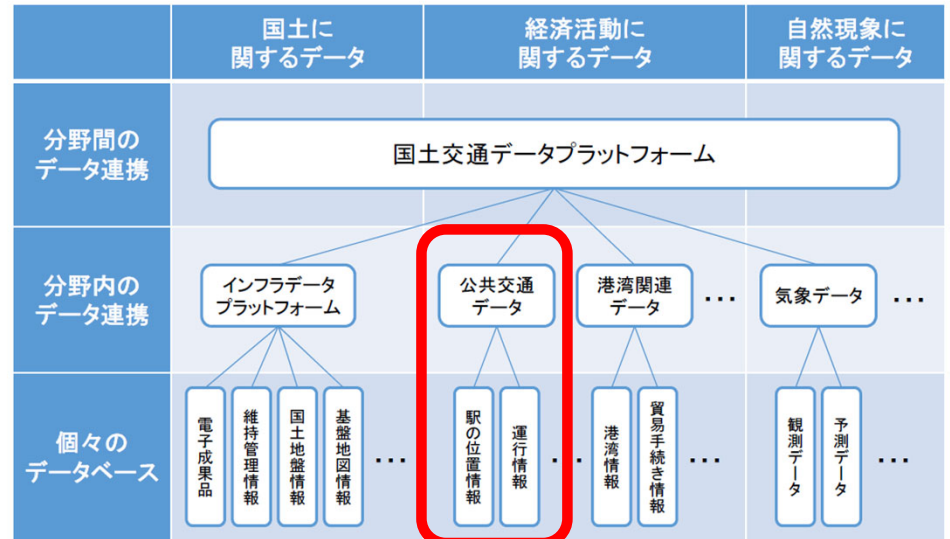 国土に
関するデータ
経済活動に
関するデータ
自然現象に
関するデータ
分野間の
データ連携
国土交通データプラットフォーム
分野内の
データ連携
インフラデータ
プラットフォーム
公共交通
データ
港湾関連
データ
・・・
気象データ
・・・
個々の
データベース
電子成果品
維持管理情報
国土地盤情報
基盤地図情報
・・・
駅の位置情報
運行情報
・・・
港湾情報
貿易手続き情報
・・・
観測データ
予測データ
・・・